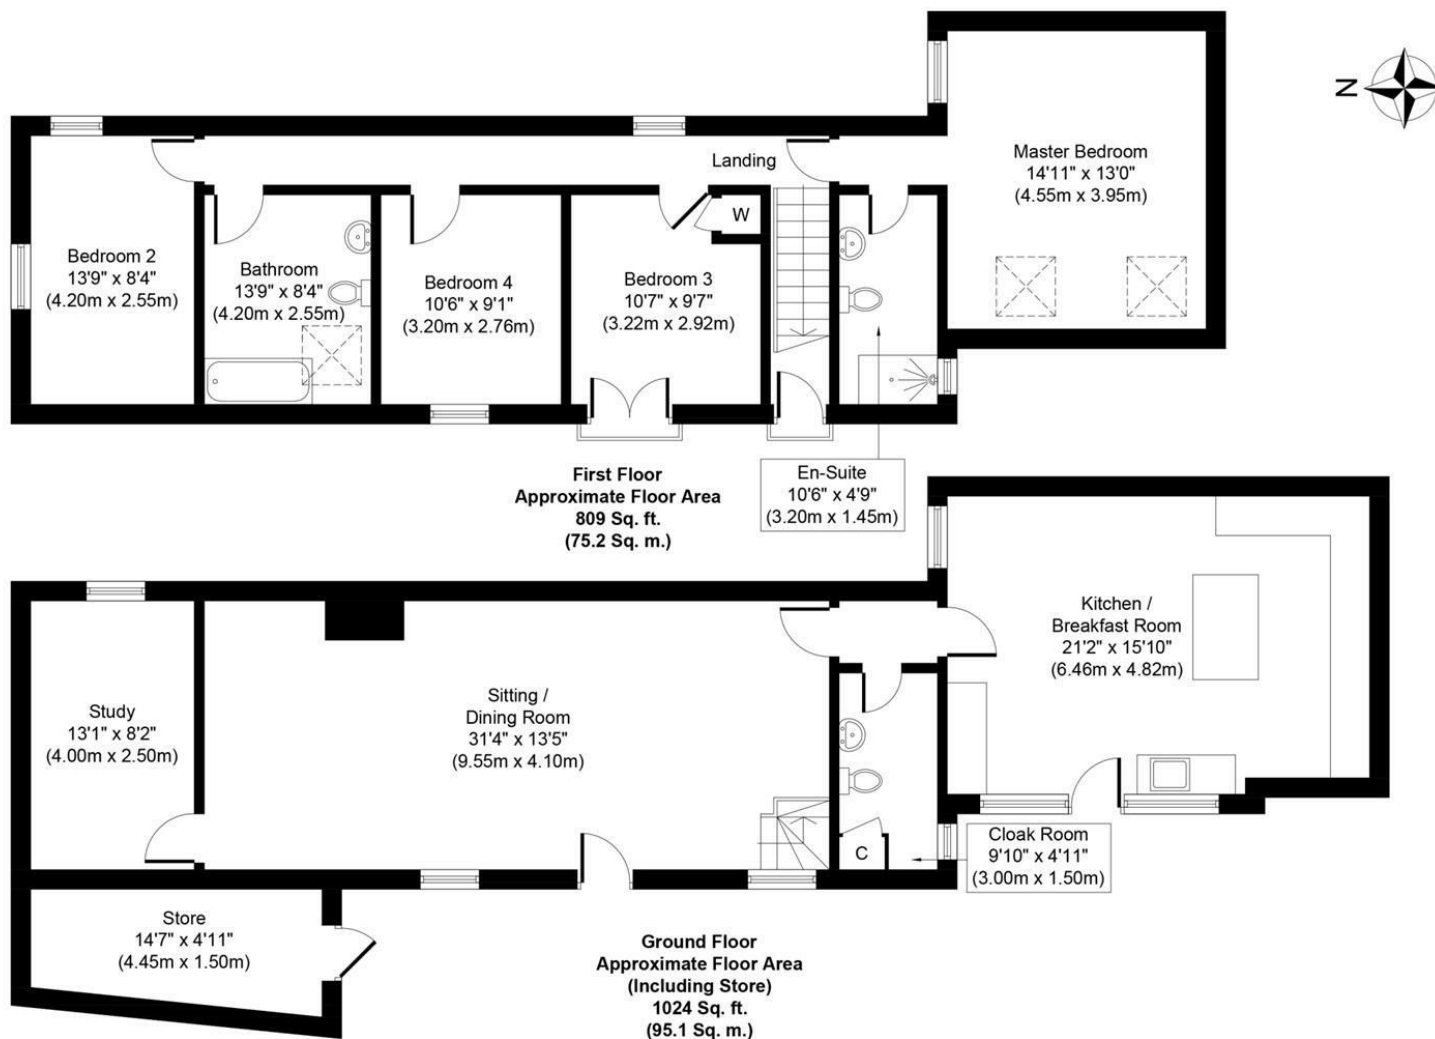 N
Landing
Master Bedroom
14'11" x 13'0"
(4.55m x 3.95m)
Bedroom 2
13'9" x 8'4"
(4.20m x 2.55m)
Bathroom
13'9" x 8'4"
(4.20m x 2.55m)
Bedroom 4
10'6" x 9'1"
(3.20m x 2.76m)
Bedroom 3
10'7" x 9'7"
(3.22m x 2.92m)
W
First Floor
Approximate Floor Area
809 Sq. ft.
(75.2 Sq. m.)
En-Suite
10'6" x 4'9"
(3.20m x 1.45m)
Kitchen /
Breakfast Room
21'2" x 15'10"
(6.46m x 4.82m)
Study
13'1" x 8'2"
(4.00m x 2.50m)
Sitting /
Dining Room
31'4" x 13'5"
(9.55m x 4.10m)
C
Cloak Room
9'10" x 4'11"
(3.00m x 1.50m)
Store
14'7" x 4'11"
(4.45m x 1.50m)
Ground Floor
Approximate Floor Area
(Including Store)
1024 Sq. ft.
(95.1 Sq. m.)